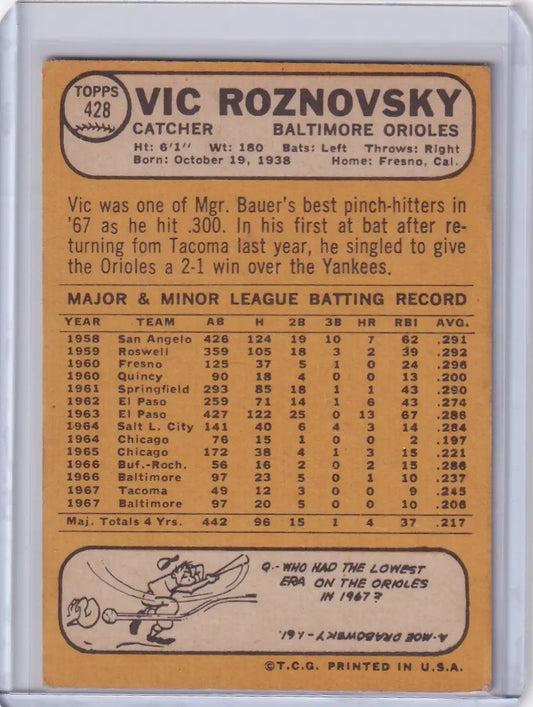 TOPPS
428
VIC ROZNOVSKY
CATCHER BALTIMORE ORIOLES
Ht: 6'1" Wt: 180 Bats: Left Throws: Right
Born: October 19, 1938 Home: Fresno, Cal.
Vic was one of Mgr. Bauer's best pinch-hitters in
'67 as he hit .300. In his first at bat after re-
turning fom Tacoma last year, he singled to give
the Orioles a 2-1 win over the Yankees.
MAJOR & MINOR LEAGUE BATTING RECORD
YEAR TEAM AB H 2B 3B HR RBI AVG.
1958 San Angelo 426 124 19 10 7 62 .291
1959 Roswell 359 105 18 3 2 39 .292
1960 Fresno 125 37 5 1 0 24 .296
1960 Quincy 90 18 4 0 0 13 .200
1961 Springfield 293 85 18 1 1 43 .290
1962 El Paso 259 71 14 1 6 43 .274
1963 El Paso 427 122 25 0 13 67 .286
1964 Salt L. City 141 40 6 4 3 14 .284
1964 Chicago 76 15 1 0 0 2 .197
1965 Chicago 172 38 4 1 3 15 .221
1966 Buf.-Roch. 56 16 2 0 2 15 .286
1966 Baltimore 97 23 5 0 1 10 .237
1967 Tacoma 49 12 3 0 0 9 .245
1967 Baltimore 97 20 5 0 0 10 .206
Maj. Totals 4 Yrs. 442 96 15 1 4 37 .217
Q.-WHO HAD THE LOWEST
ERA ON THE ORIOLES
IN 1967?
A-MOE DRABOWSKY-1.61.
©T.C.G. PRINTED IN U.S.A.